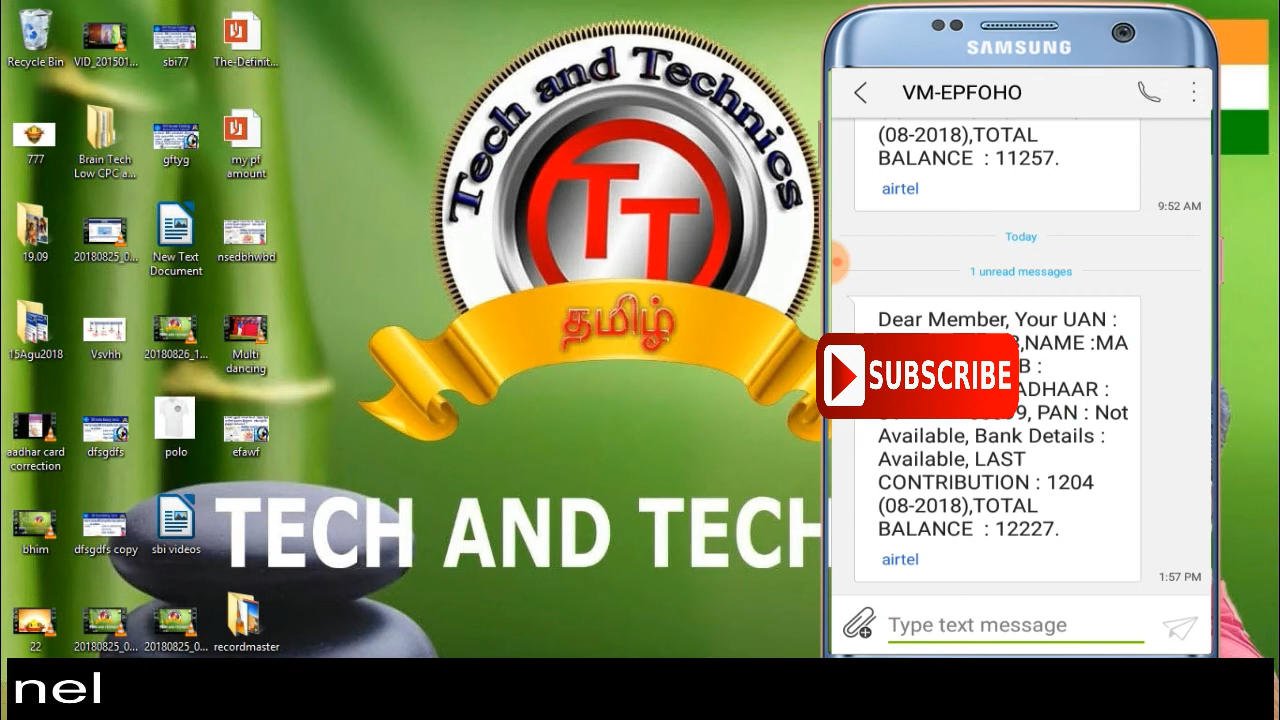 Recycle Bin
VID_201501...
sbi77
The-Definit...
777
Brain Tech
Low CPC a...
gftyg
my pf
amount
19.09
20180825_0...
New Text
Document
nsedbhwbd
15Agu2018
Vsvhh
20180826_1...
Multi
dancing
aadhar card
correction
dfsgdfs
polo
efawf
bhim
dfsgdfs copy
sbi videos
22
20180825_0...
20180825_0...
recordmaster
Tech and Technics
TT
தமிழ்
TECH AND TECH
SAMSUNG
VM-EPFOHO
(08-2018),TOTAL
BALANCE : 11257.
airtel
9:52 AM
Today
1 unread messages
Dear Member, Your UAN :
,NAME :MA
B :
ADHAAR :
9, PAN : Not
Available, Bank Details :
Available, LAST
CONTRIBUTION : 1204
(08-2018),TOTAL
BALANCE : 12227.
airtel
1:57 PM
SUBSCRIBE
Type text message
nel